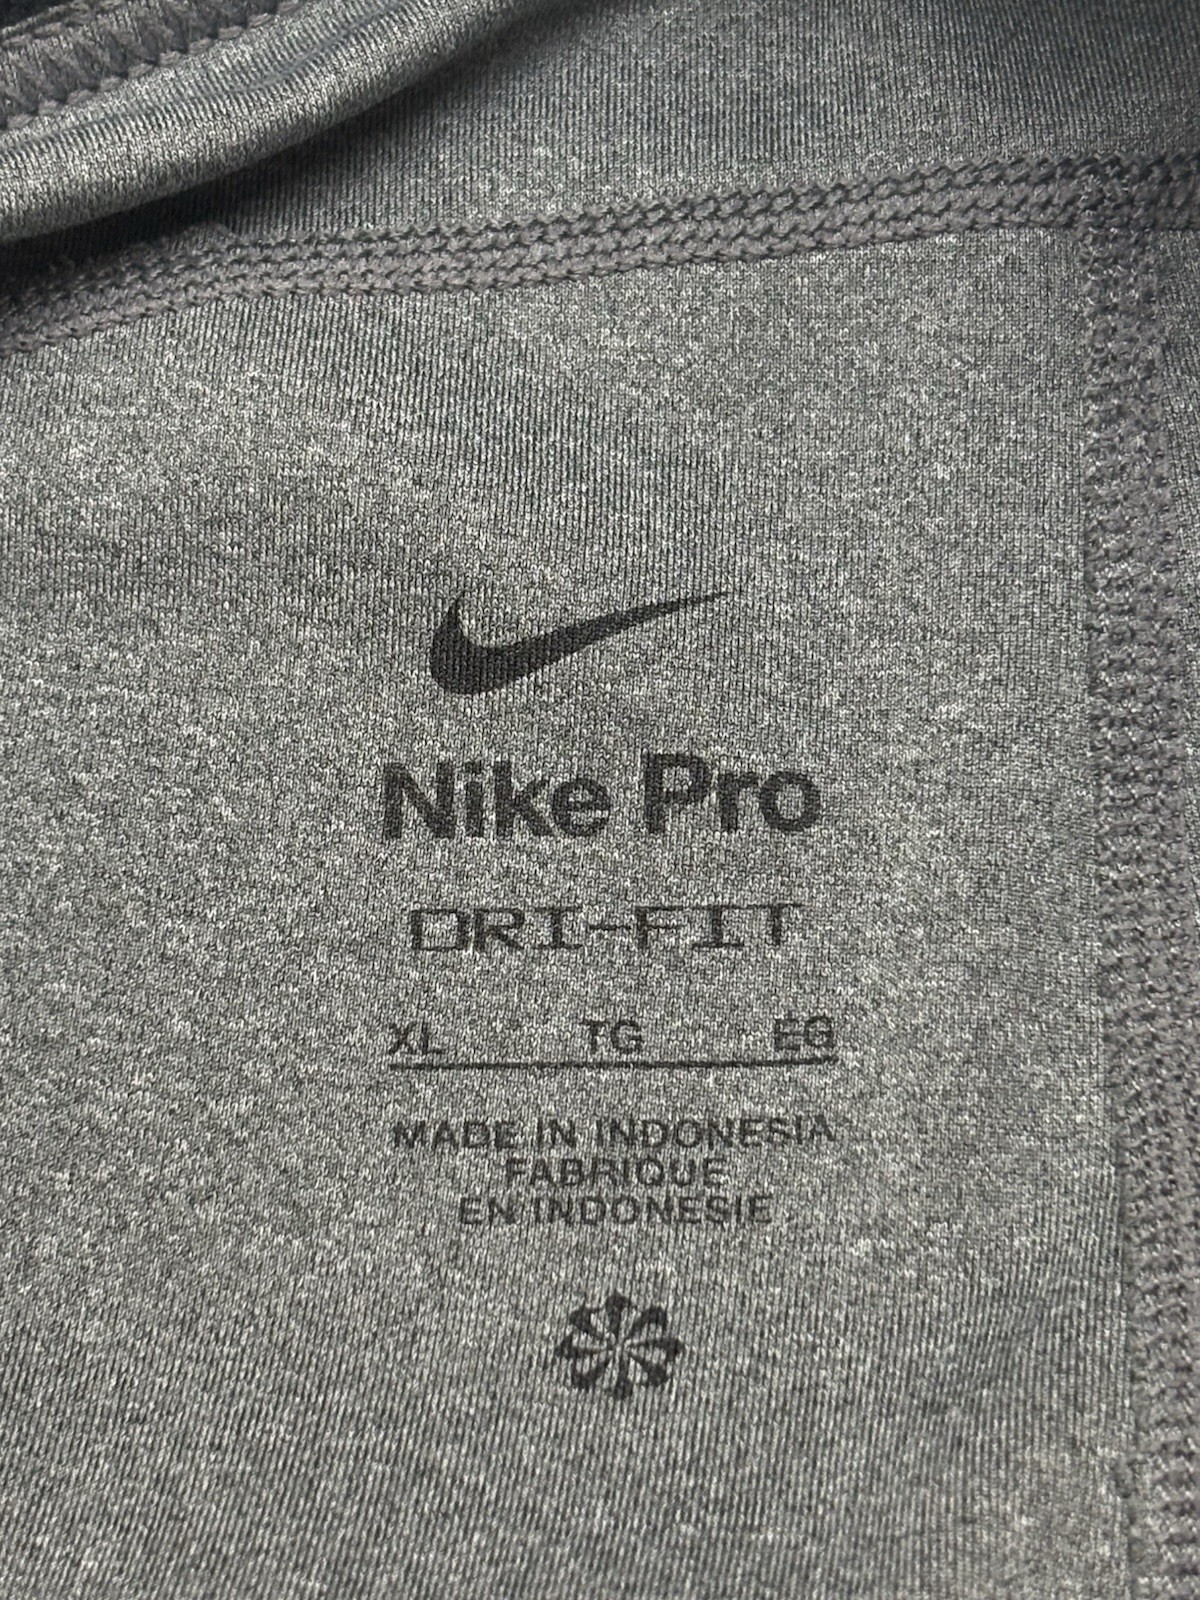 Nike Pro
DRI-FIT
XL TG EG
MADE IN INDONESIA
FABRIQUE
EN INDONESIE